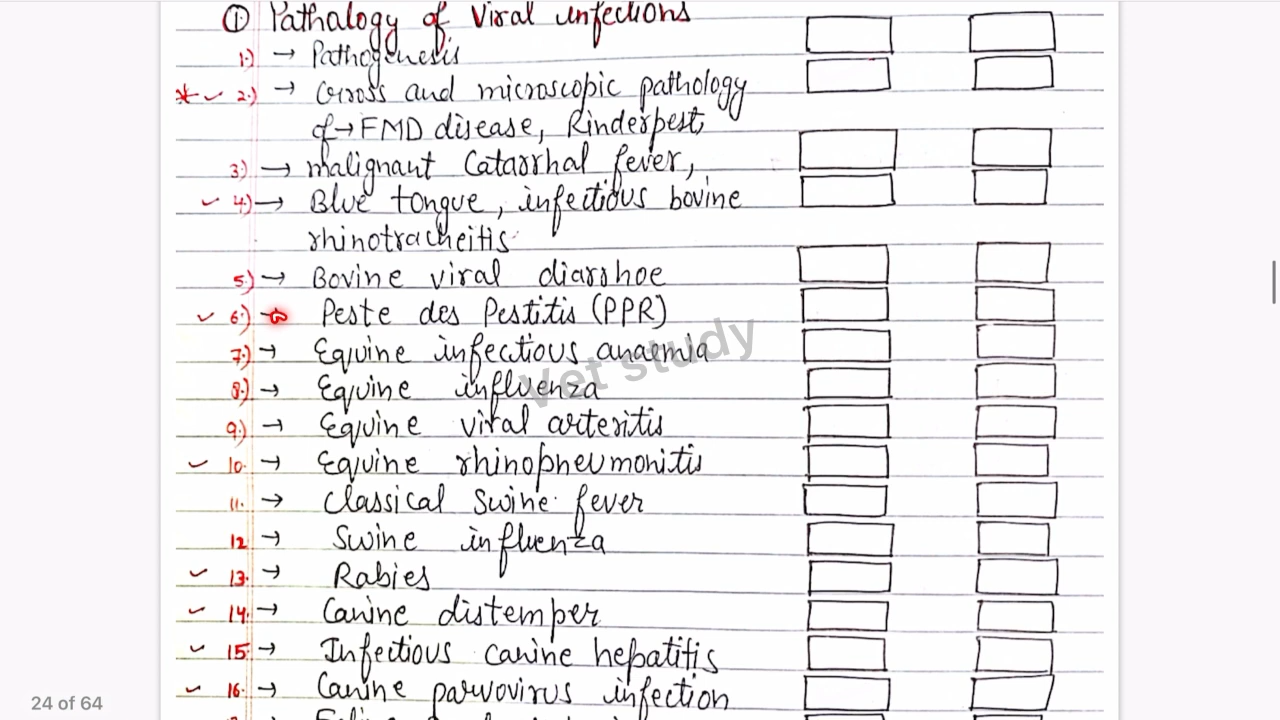 ① Pathalogy of Viral infections
1.) → Pathogenesis
* ✓ 2.) → Gross and microscopic pathology
of → FMD disease, Rinderpest,
3.) → malignant Catarrhal fever,
✓ 4.) → Blue tongue, infectious bovine
rhinotracheitis
5.) → Bovine viral diarrhoe
✓ 6.) → Peste des Pestitis (PPR)
7.) → Equine infectious anaemia
8.) → Equine influenza
9.) → Equine viral arteritis
✓ 10. → Equine rhinopneumonitis
11. → Classical Swine fever
12 → Swine influenza
✓ 13. → Rabies
✓ 14. → Canine distemper
✓ 15. → Infectious canine hepatitis
✓ 16. → Canine parvovirus infection
Vet study
24 of 64